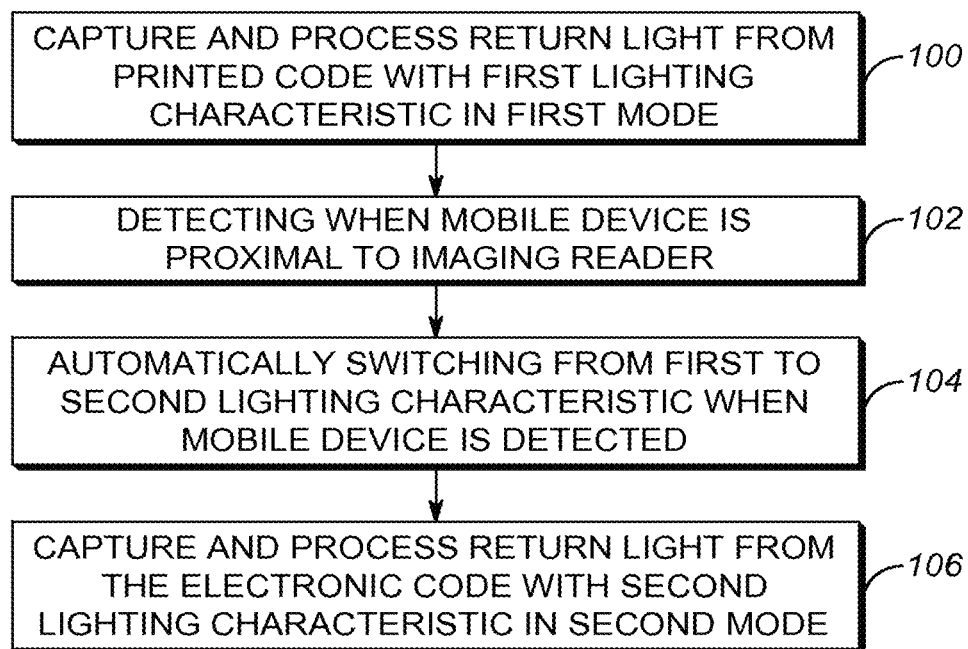 CAPTURE AND PROCESS RETURN LIGHT FROM
PRINTED CODE WITH FIRST LIGHTING
CHARACTERISTIC IN FIRST MODE
100
DETECTING WHEN MOBILE DEVICE IS
PROXIMAL TO IMAGING READER
102
AUTOMATICALLY SWITCHING FROM FIRST TO
SECOND LIGHTING CHARACTERISTIC WHEN
MOBILE DEVICE IS DETECTED
104
CAPTURE AND PROCESS RETURN LIGHT FROM
THE ELECTRONIC CODE WITH SECOND
LIGHTING CHARACTERISTIC IN SECOND MODE
106